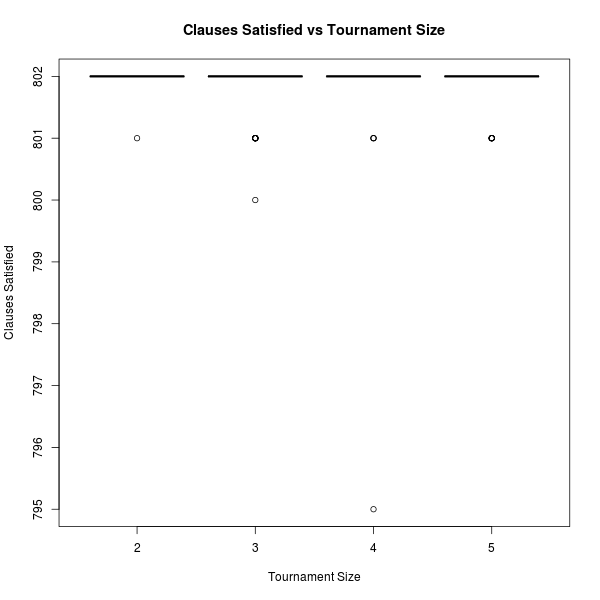 Clauses Satisfied vs Tournament Size
802
801
800
799
798
797
796
795
Clauses Satisfied
2 3 4 5
Tournament Size